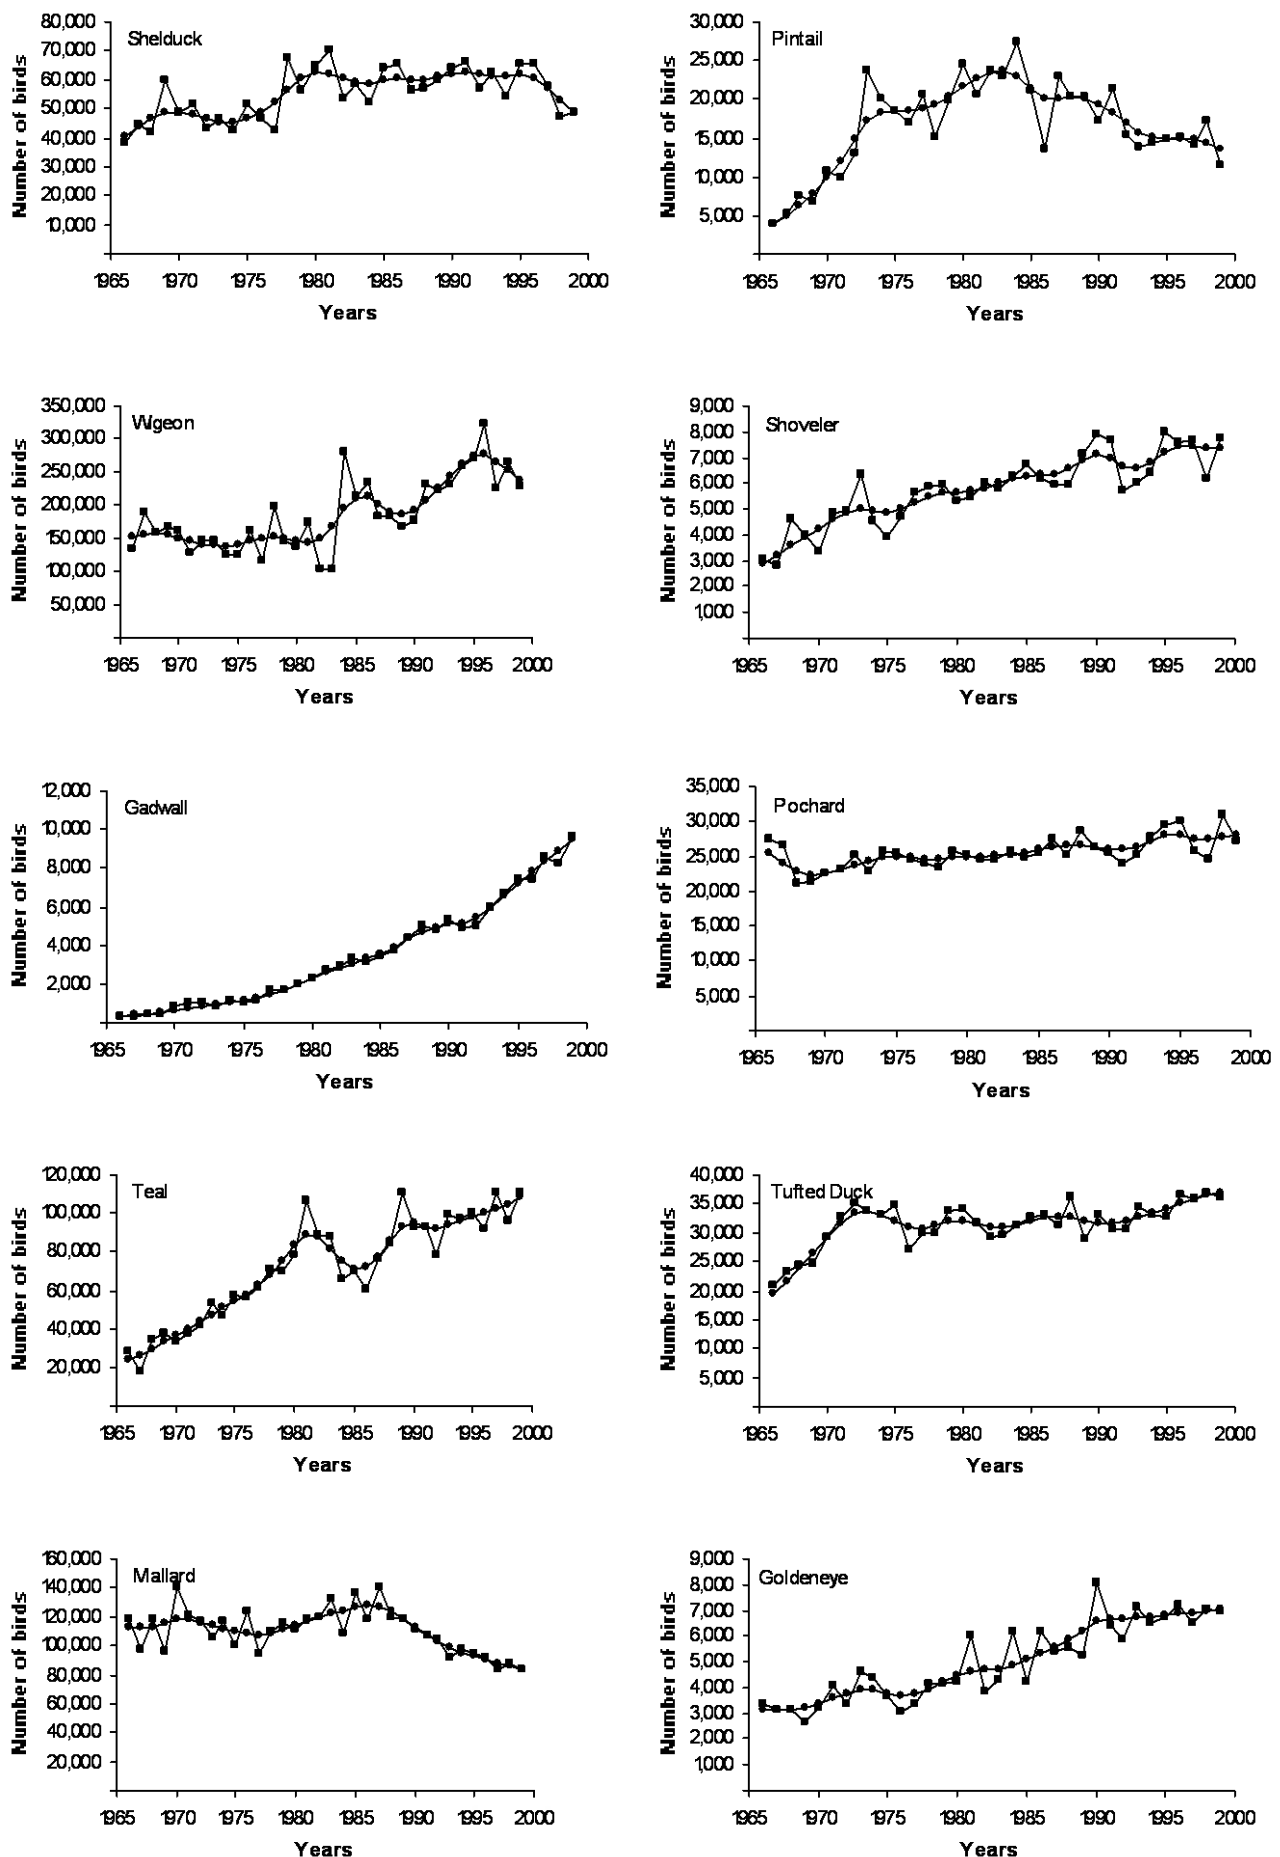 Shelduck
Number of birds
80,000
70,000
60,000
50,000
40,000
30,000
20,000
10,000
1965 1970 1975 1980 1985 1990 1995 2000
Years
Pintail
Number of birds
30,000
25,000
20,000
15,000
10,000
5,000
1965 1970 1975 1980 1985 1990 1995 2000
Years
Wigeon
Number of birds
350,000
300,000
250,000
200,000
150,000
100,000
50,000
1965 1970 1975 1980 1985 1990 1995 2000
Years
Shoveler
Number of birds
9,000
8,000
7,000
6,000
5,000
4,000
3,000
2,000
1,000
1965 1970 1975 1980 1985 1990 1995 2000
Years
Gadwall
Number of birds
12,000
10,000
8,000
6,000
4,000
2,000
1965 1970 1975 1980 1985 1990 1995 2000
Years
Pochard
Number of birds
35,000
30,000
25,000
20,000
15,000
10,000
5,000
1965 1970 1975 1980 1985 1990 1995 2000
Years
Teal
Number of birds
120,000
100,000
80,000
60,000
40,000
20,000
1965 1970 1975 1980 1985 1990 1995 2000
Years
Tufted Duck
Number of birds
40,000
35,000
30,000
25,000
20,000
15,000
10,000
5,000
1965 1970 1975 1980 1985 1990 1995 2000
Years
Mallard
Number of birds
160,000
140,000
120,000
100,000
80,000
60,000
40,000
20,000
1965 1970 1975 1980 1985 1990 1995 2000
Years
Goldeneye
Number of birds
9,000
8,000
7,000
6,000
5,000
4,000
3,000
2,000
1,000
1965 1970 1975 1980 1985 1990 1995 2000
Years